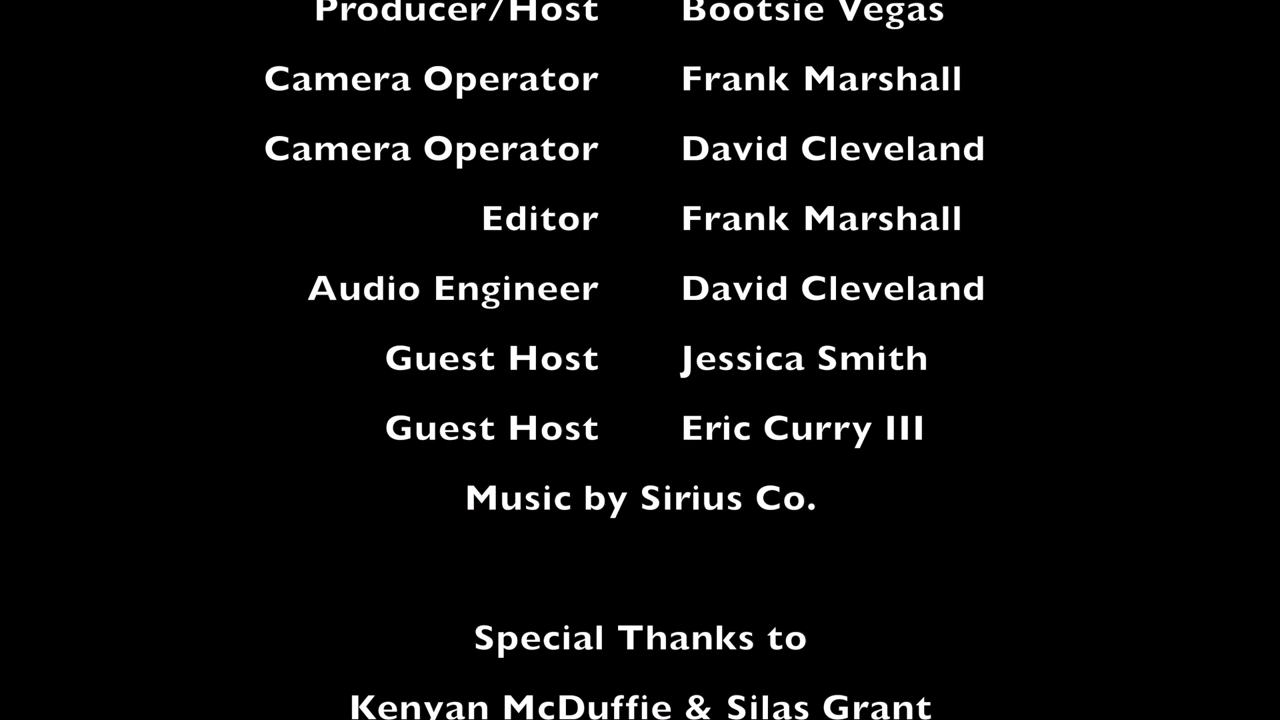 Producer/Host Bootsie Vegas
Camera Operator Frank Marshall
Camera Operator David Cleveland
Editor Frank Marshall
Audio Engineer David Cleveland
Guest Host Jessica Smith
Guest Host Eric Curry III
Music by Sirius Co.
Special Thanks to
Kenyan McDuffie & Silas Grant